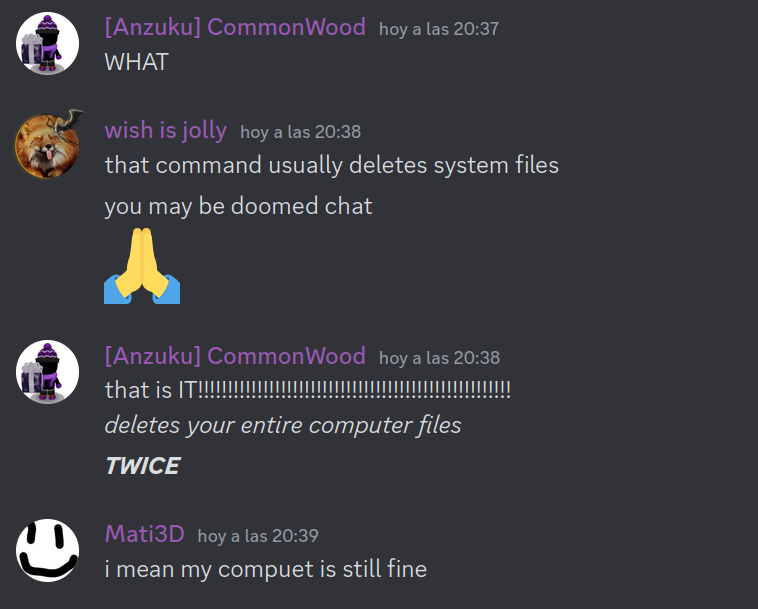 [Anzuku] CommonWood hoy a las 20:37
WHAT
wish is jolly hoy a las 20:38
that command usually deletes system files
you may be doomed chat
[Anzuku] CommonWood hoy a las 20:38
that is IT!!!!!!!!!!!!!!!!!!!!!!!!!!!!!!!!!!!!!!!!!!!!!!!!!!!!!
deletes your entire computer files
TWICE
Mati3D hoy a las 20:39
i mean my compuet is still fine